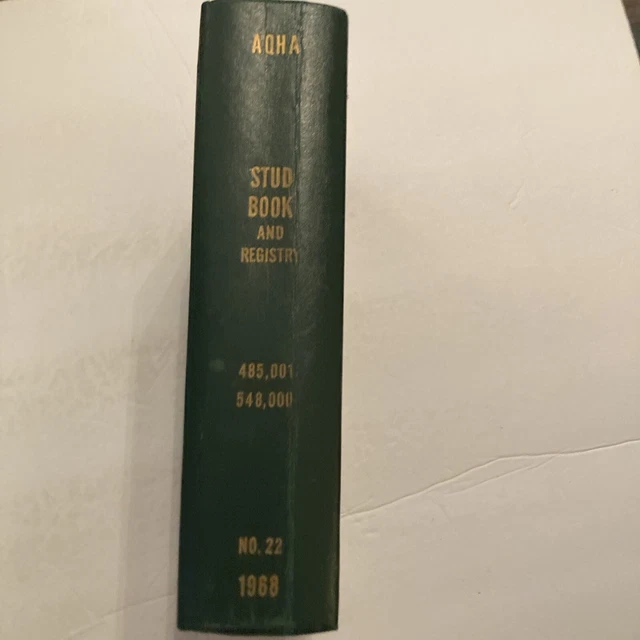 AQHA
STUD
BOOK
AND
REGISTRY
485,001
548,000
NO. 22
1968